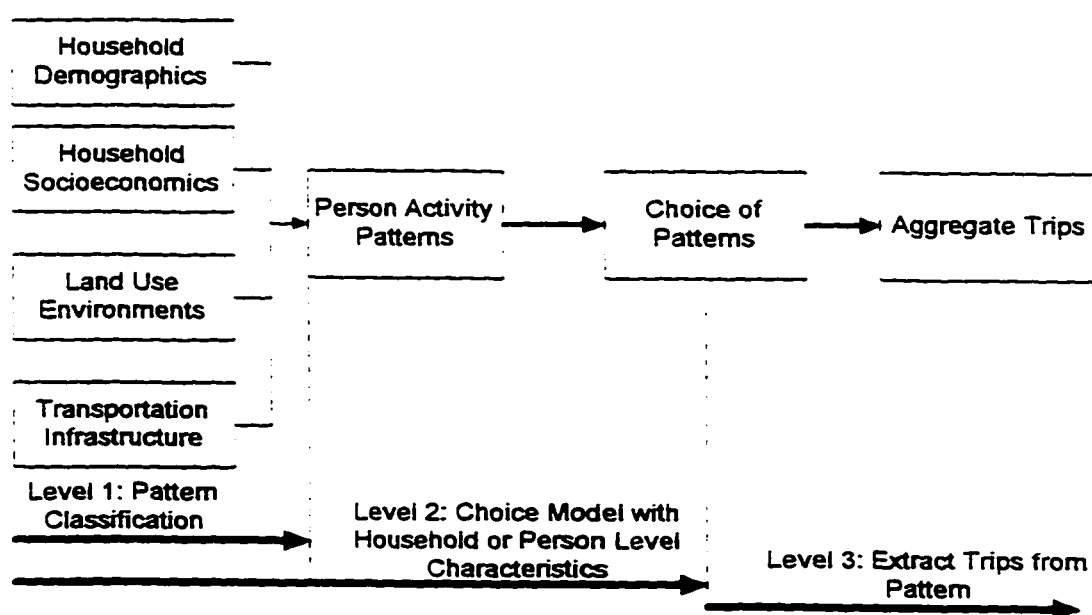 Household
Demographics
Household
Socioeconomics
Land Use
Environments
Transportation
Infrastructure
Person Activity
Patterns
Choice of
Patterns
Aggregate Trips
Level 1: Pattern
Classification
Level 2: Choice Model with
Household or Person Level
Characteristics
Level 3: Extract Trips from
Pattern